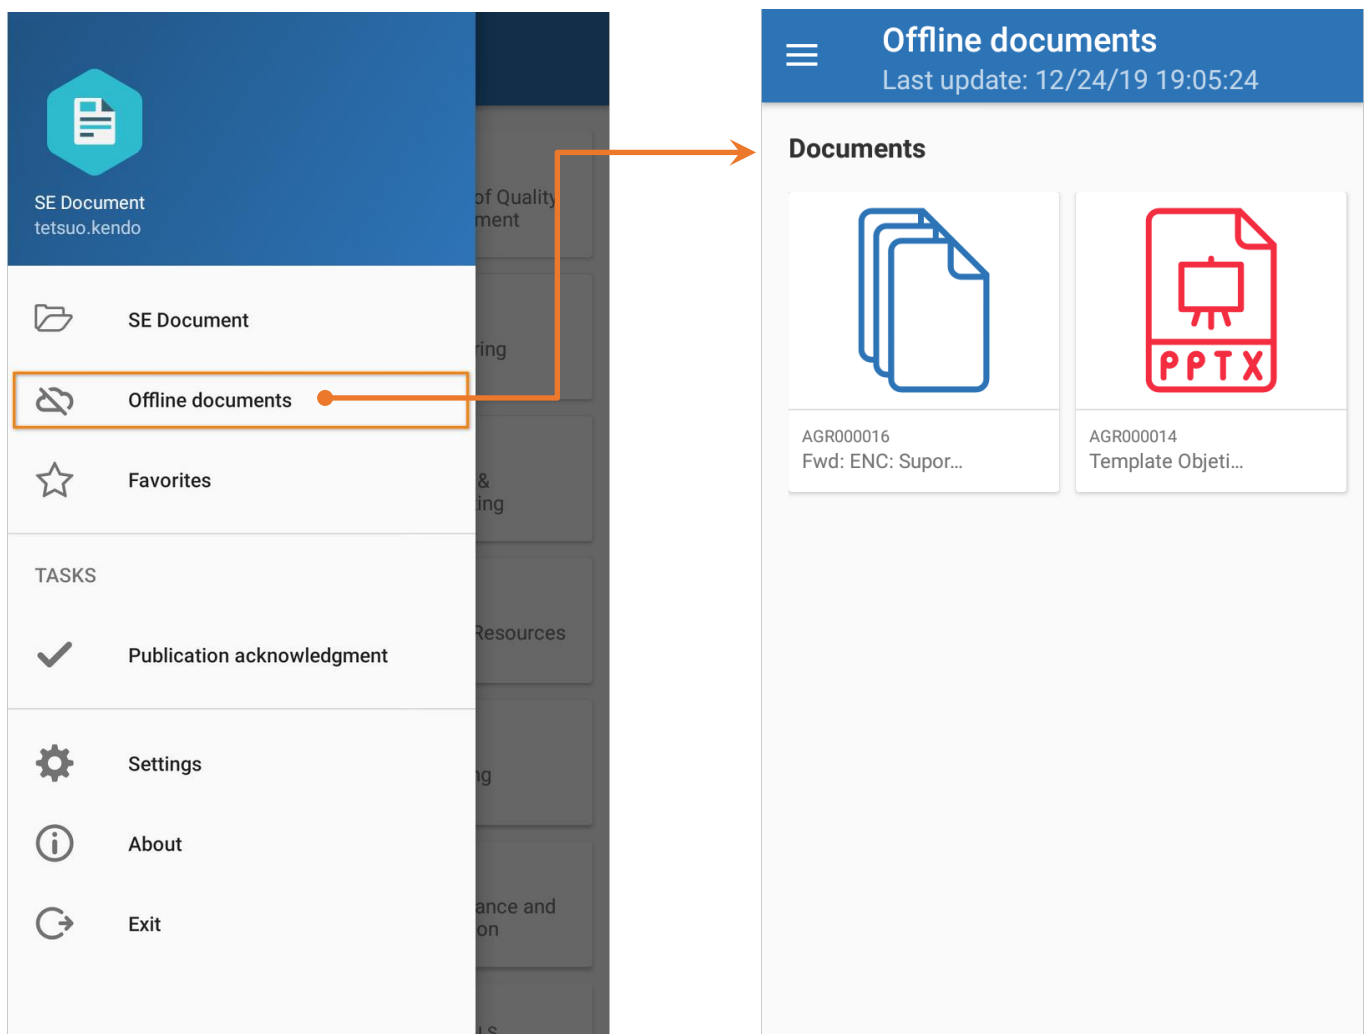 SE Document
tetsuo.kendo
SE Document
Offline documents
Favorites
TASKS
Publication acknowledgment
Settings
About
Exit
of Quality
ment
ring
&
ing
Resources
ng
ance and
on
LS
Offline documents
Last update: 12/24/19 19:05:24
Documents
PPTX
AGR000016
Fwd: ENC: Supor...
AGR000014
Template Objeti...